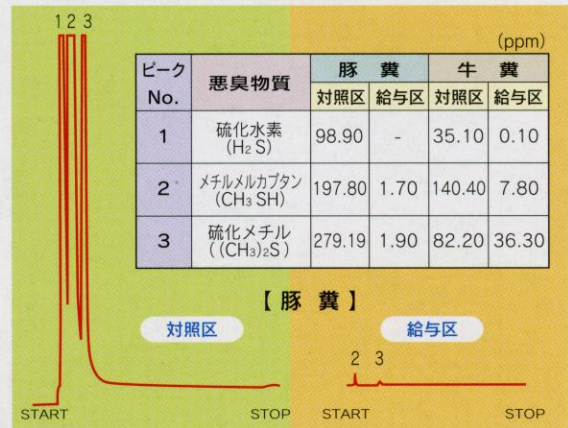 1 2 3
(ppm)
ピーク No. 悪臭物質 豚 糞 牛 糞
対照区 給与区 対照区 給与区
1 硫化水素 (H₂ S) 98.90 - 35.10 0.10
2 メチルメルカプタン (CH₃ SH) 197.80 1.70 140.40 7.80
3 硫化メチル ((CH₃)₂S) 279.19 1.90 82.20 36.30
【 豚 糞 】
対照区 給与区
2 3
START STOP START STOP